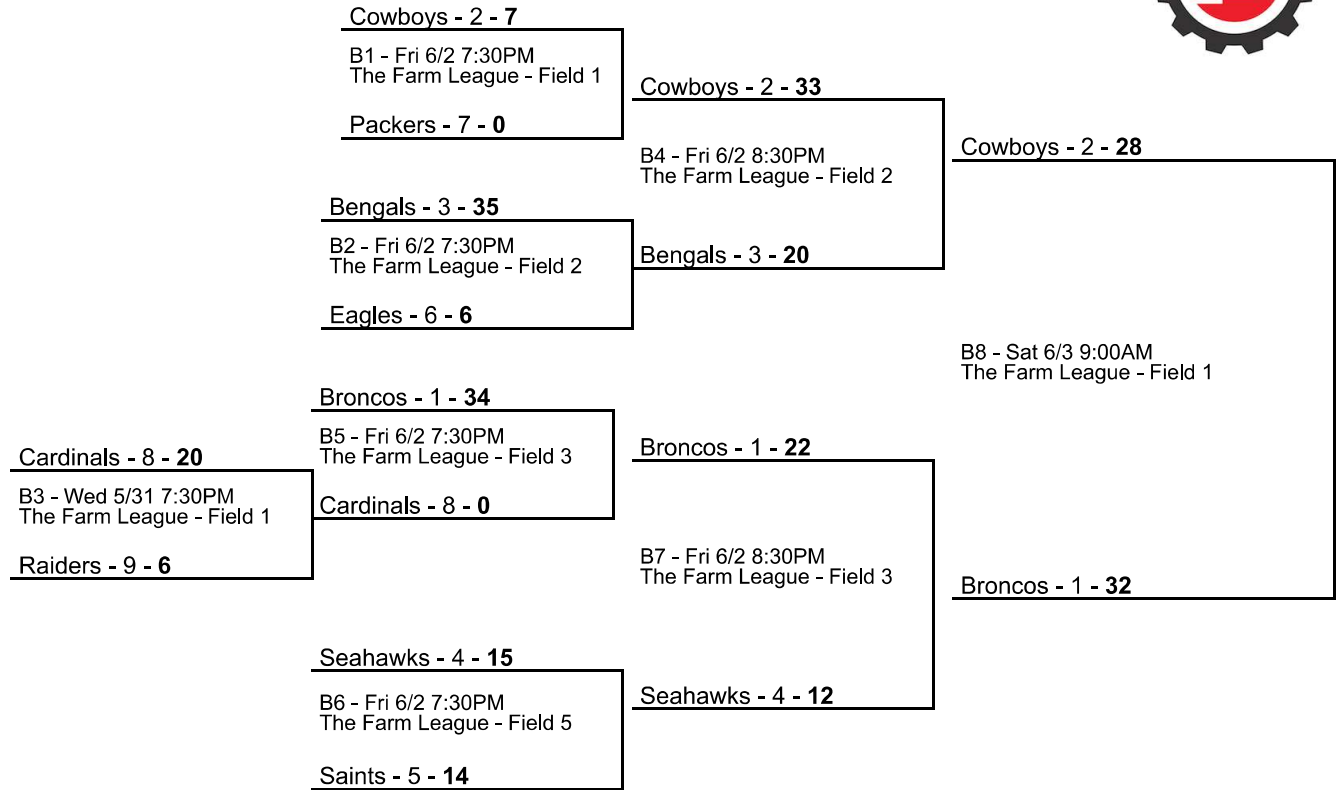 Cowboys - 2 - 7
B1 - Fri 6/2 7:30PM
The Farm League - Field 1
Packers - 7 - 0
Cowboys - 2 - 33
B4 - Fri 6/2 8:30PM
The Farm League - Field 2
Bengals - 3 - 20
Bengals - 3 - 35
B2 - Fri 6/2 7:30PM
The Farm League - Field 2
Eagles - 6 - 6
Cowboys - 2 - 28
B8 - Sat 6/3 9:00AM
The Farm League - Field 1
Broncos - 1 - 32
Broncos - 1 - 34
B5 - Fri 6/2 7:30PM
The Farm League - Field 3
Cardinals - 8 - 0
Cardinals - 8 - 20
B3 - Wed 5/31 7:30PM
The Farm League - Field 1
Raiders - 9 - 6
Broncos - 1 - 22
B7 - Fri 6/2 8:30PM
The Farm League - Field 3
Seahawks - 4 - 12
Seahawks - 4 - 15
B6 - Fri 6/2 7:30PM
The Farm League - Field 5
Saints - 5 - 14